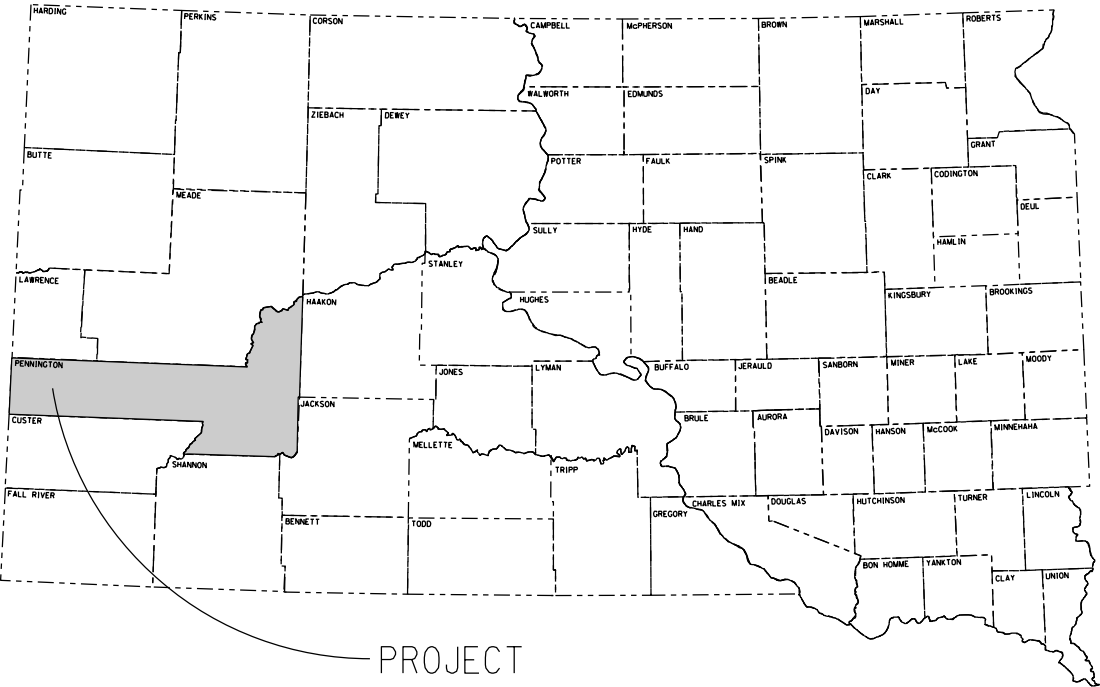 HARDING
PERKINS
CORSON
CAMPBELL
McPHERSON
BROWN
MARSHALL
ROBERTS
WALWORTH
EDMUNDS
DAY
ZIEBACH
DEWEY
GRANT
BUTTE
POTTER
FAULK
SPINK
CLARK
CODINGTON
MEADE
DEUL
SULLY
HYDE
HAND
HAMLIN
STANLEY
LAWRENCE
BEADLE
HAAKON
HUGHES
KINGSBURY
BROOKINGS
PENNINGTON
JONES
LYMAN
BUFFALO
JERAULD
SANBORN
MINER
LAKE
MOODY
JACKSON
CUSTER
BRULE
AURORA
DAVISON
HANSON
McCOOK
MINNEHAHA
MELLETTE
SHANNON
TRIPP
FALL RIVER
GREGORY
CHARLES MIX
DOUGLAS
HUTCHINSON
TURNER
LINCOLN
BENNETT
TODD
BON HOMME
YANKTON
CLAY
UNION
PROJECT